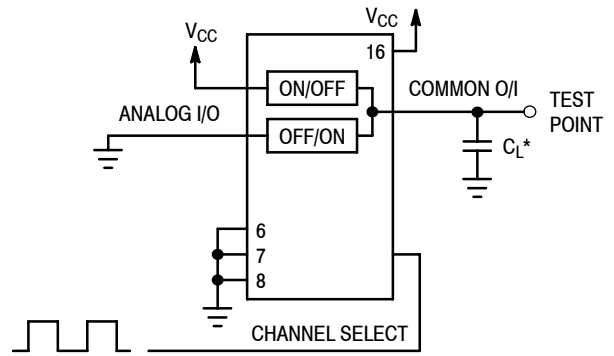 VCC
VCC
16
ON/OFF
COMMON O/I
TEST
POINT
ANALOG I/O
OFF/ON
CL*
6
7
8
CHANNEL SELECT